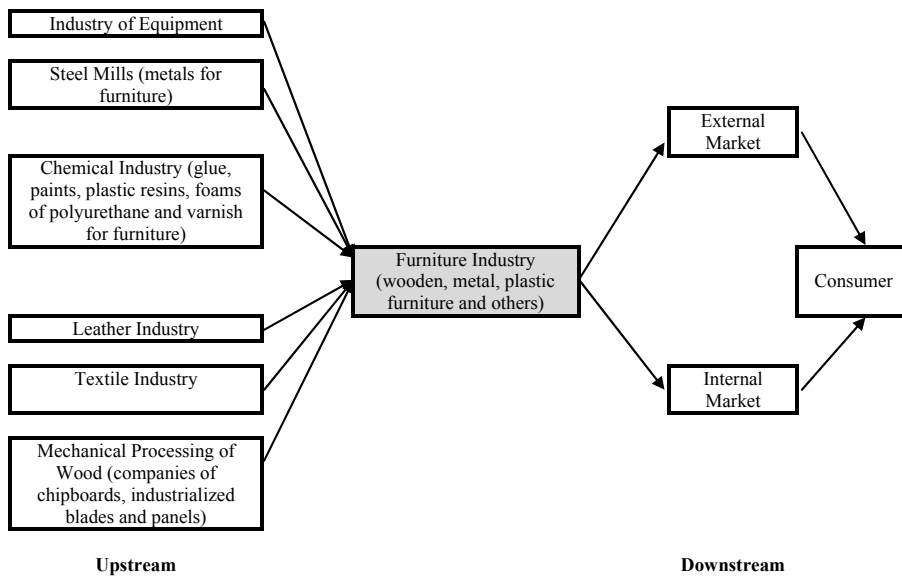 Industry of Equipment
Steel Mills (metals for
furniture)
Chemical Industry (glue,
paints, plastic resins, foams
of polyurethane and varnish
for furniture)
Leather Industry
Textile Industry
Mechanical Processing of
Wood (companies of
chipboards, industrialized
blades and panels)
Upstream
Furniture Industry
(wooden, metal, plastic
furniture and others)
External
Market
Internal
Market
Consumer
Downstream